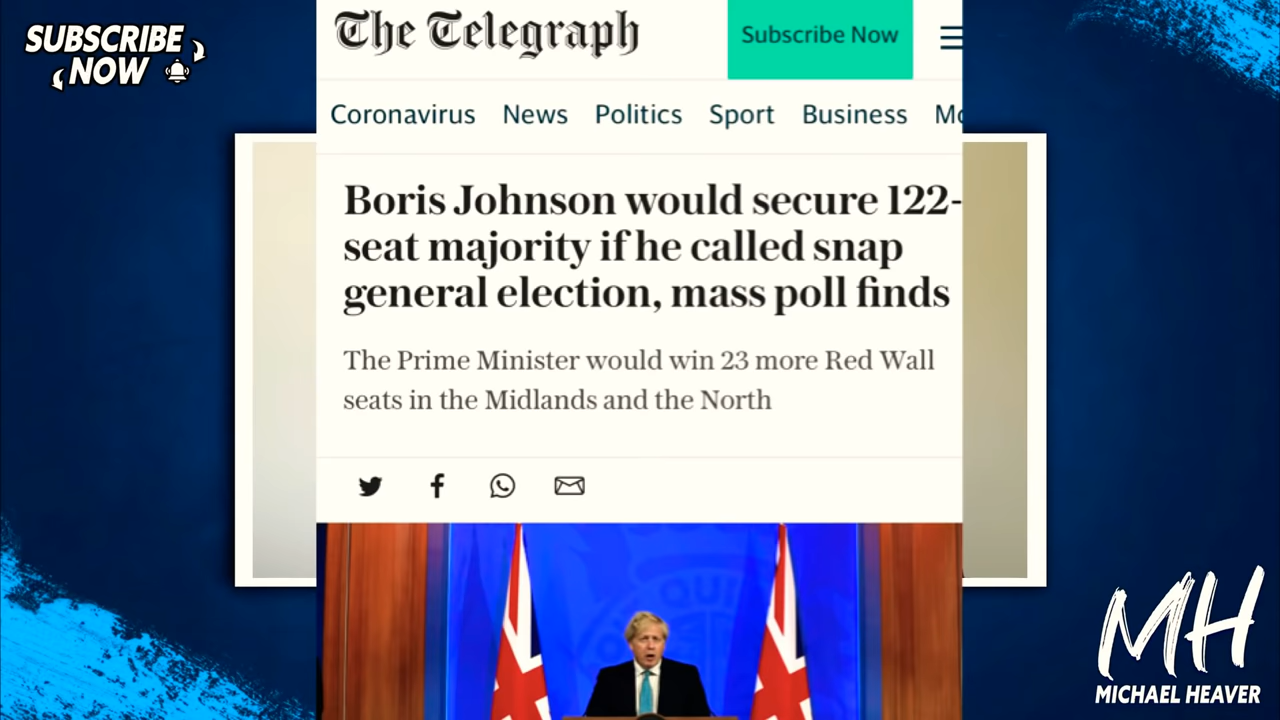 SUBSCRIBE
NOW
The Telegraph
Subscribe Now
Coronavirus News Politics Sport Business
Boris Johnson would secure 122-
seat majority if he called snap
general election, mass poll finds
The Prime Minister would win 23 more Red Wall
seats in the Midlands and the North
MH
MICHAEL HEAVER